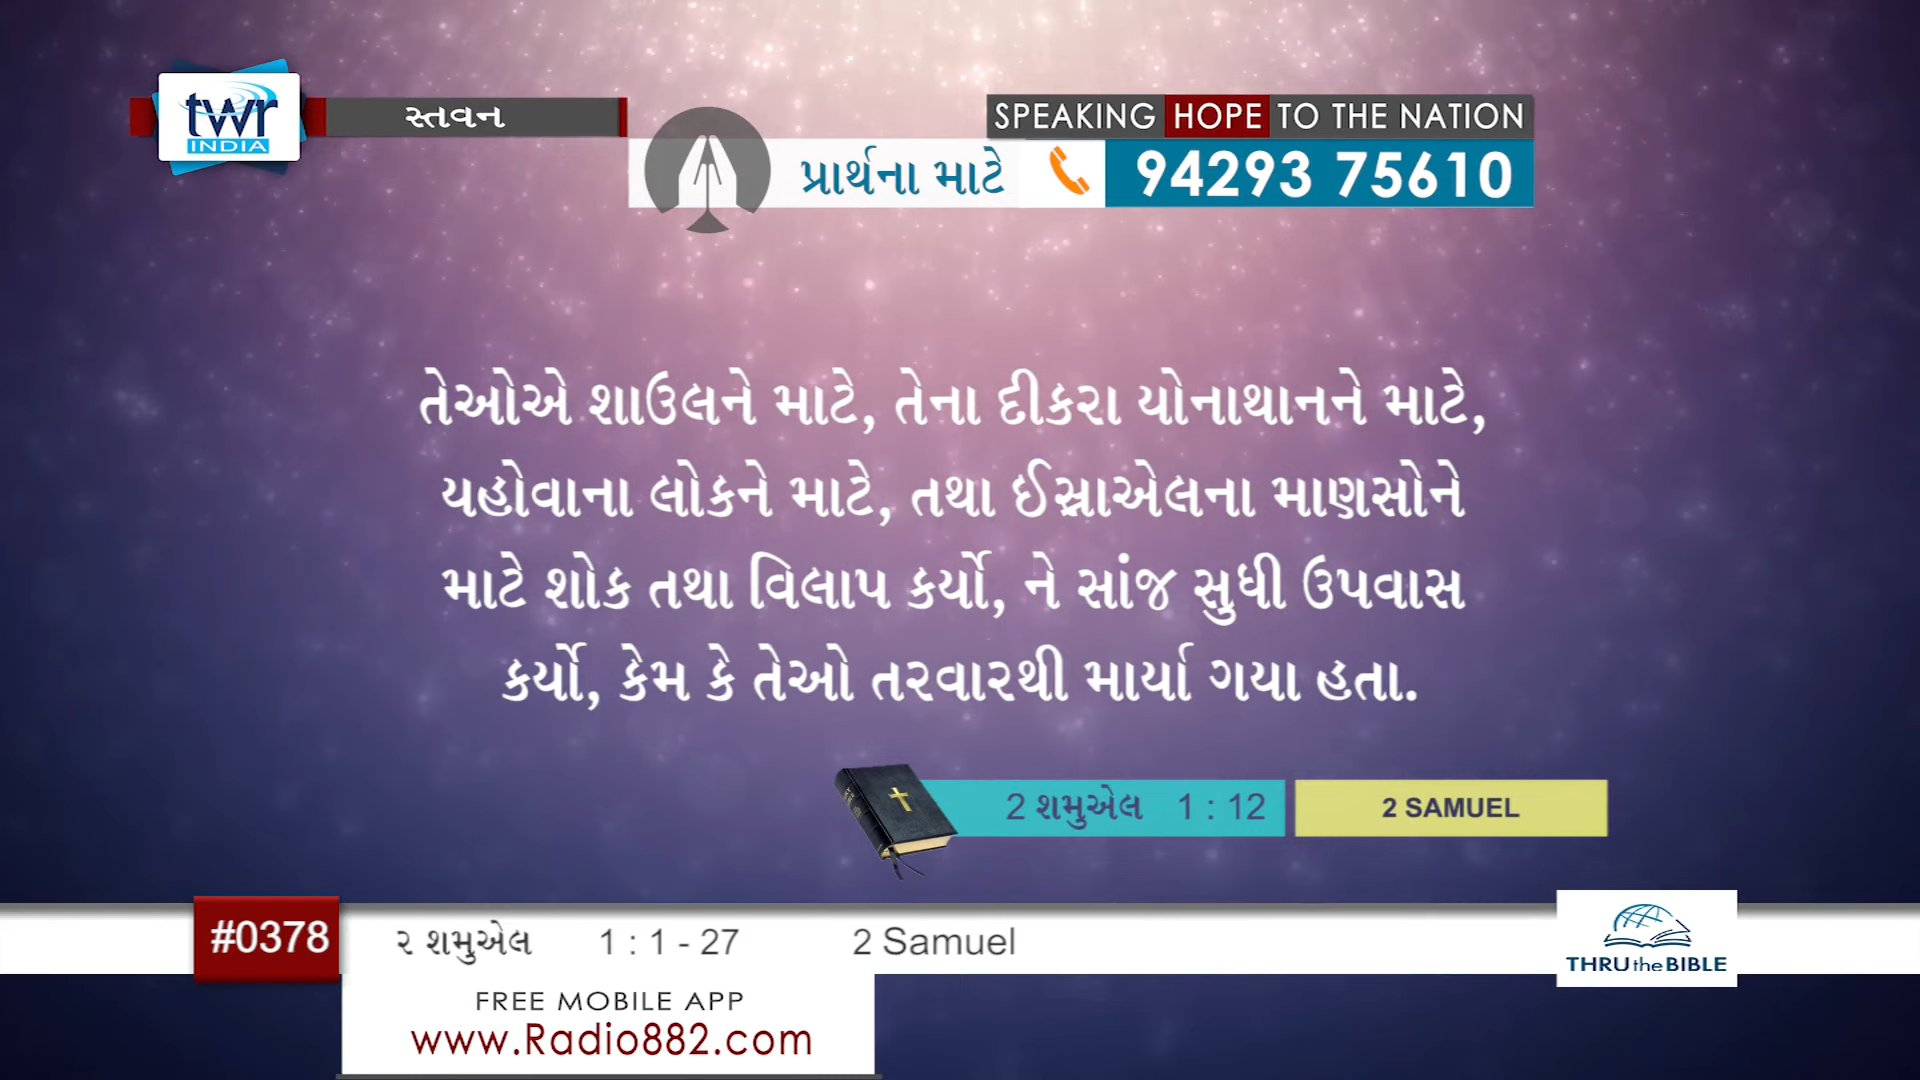 twr
INDIA
સ્તવન
SPEAKING HOPE TO THE NATION
પ્રાર્થના માટે
94293 75610
તેઓએ શાઉલને માટે, તેના દીકરા યોનાથાનને માટે,
યહોવાના લોકને માટે, તથા ઈસ્રાએલના માણસોને
માટે શોક તથા વિલાપ કર્યો, ને સાંજ સુધી ઉપવાસ
કર્યો, કેમ કે તેઓ તરવારથી માર્યા ગયા હતા.
2 શમુએલ 1 : 12
2 SAMUEL
#0378
૨ શમુએલ 1 : 1 - 27 2 Samuel
THRU the BIBLE
FREE MOBILE APP
www.Radio882.com